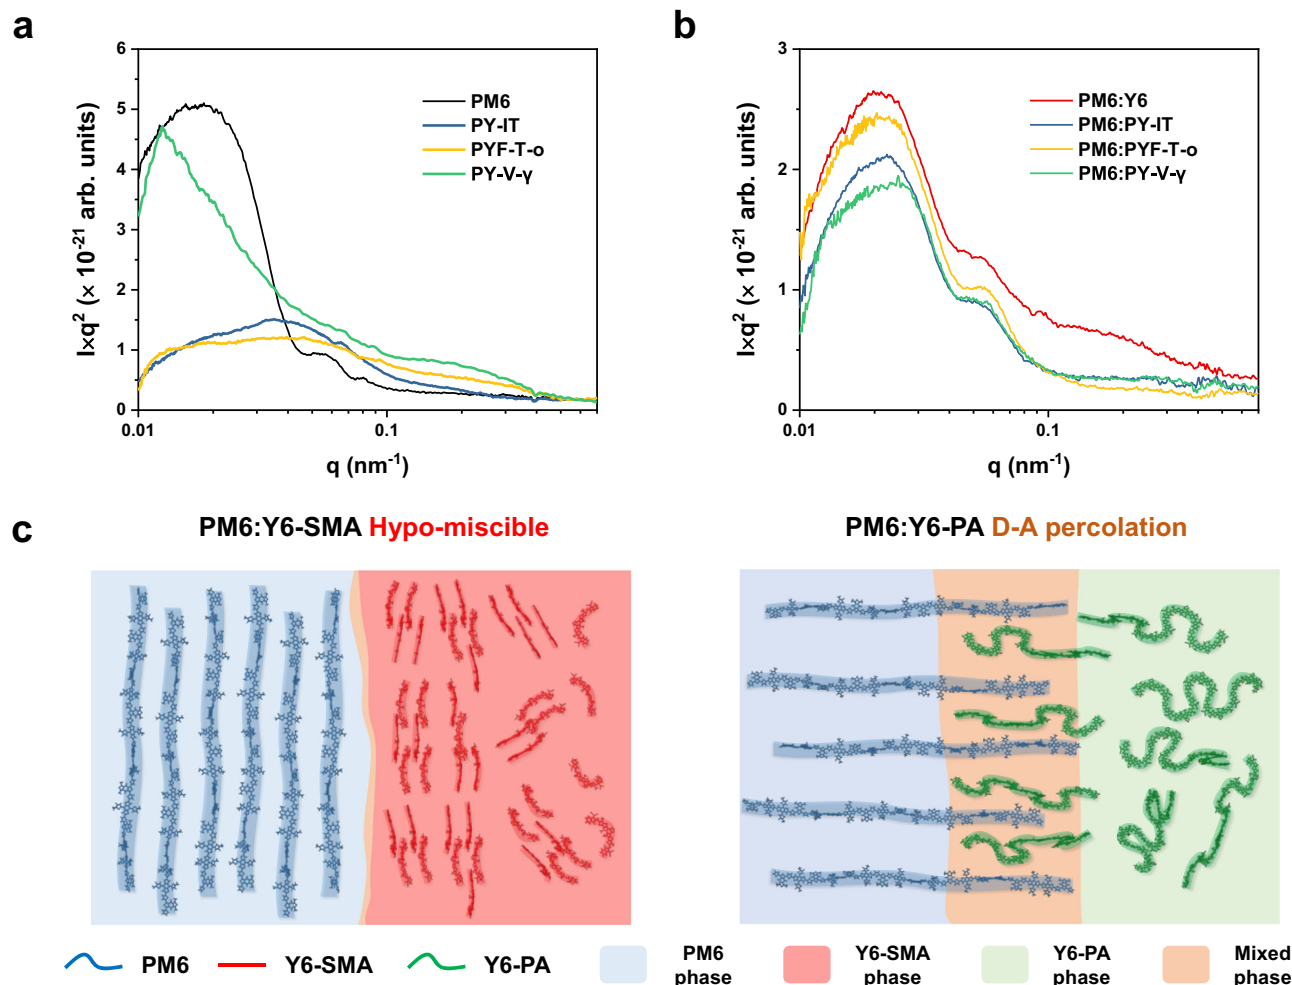 a
6
5
4
3
2
1
0
I×q² (× 10⁻²¹ arb. units)
PM6
PY-IT
PYF-T-o
PY-V-γ
0.01
0.1
q (nm⁻¹)
b
3
2
1
0
I×q² (× 10⁻²¹ arb. units)
PM6:Y6
PM6:PY-IT
PM6:PYF-T-o
PM6:PY-V-γ
0.01
0.1
q (nm⁻¹)
c
PM6:Y6-SMA Hypo-miscible
PM6:Y6-PA D-A percolation
PM6
Y6-SMA
Y6-PA
PM6
phase
Y6-SMA
phase
Y6-PA
phase
Mixed
phase